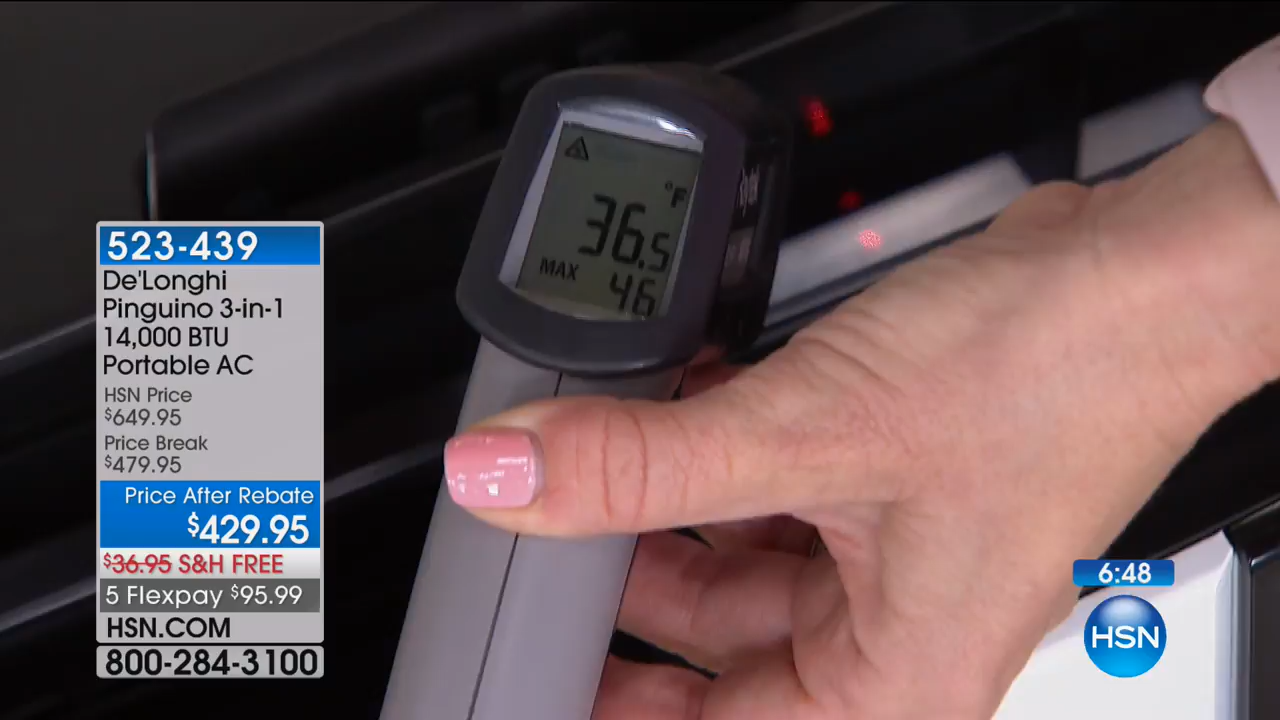 523-439
De'Longhi
Pinguino 3-in-1
14,000 BTU
Portable AC
HSN Price
$649.95
Price Break
$479.95
Price After Rebate
$429.95
$36.95 S&H FREE
5 Flexpay $95.99
HSN.COM
800-284-3100
°F
36.5
MAX
46
6:48
HSN